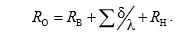 R_O = R_B + ∑ δ/λ + R_H .